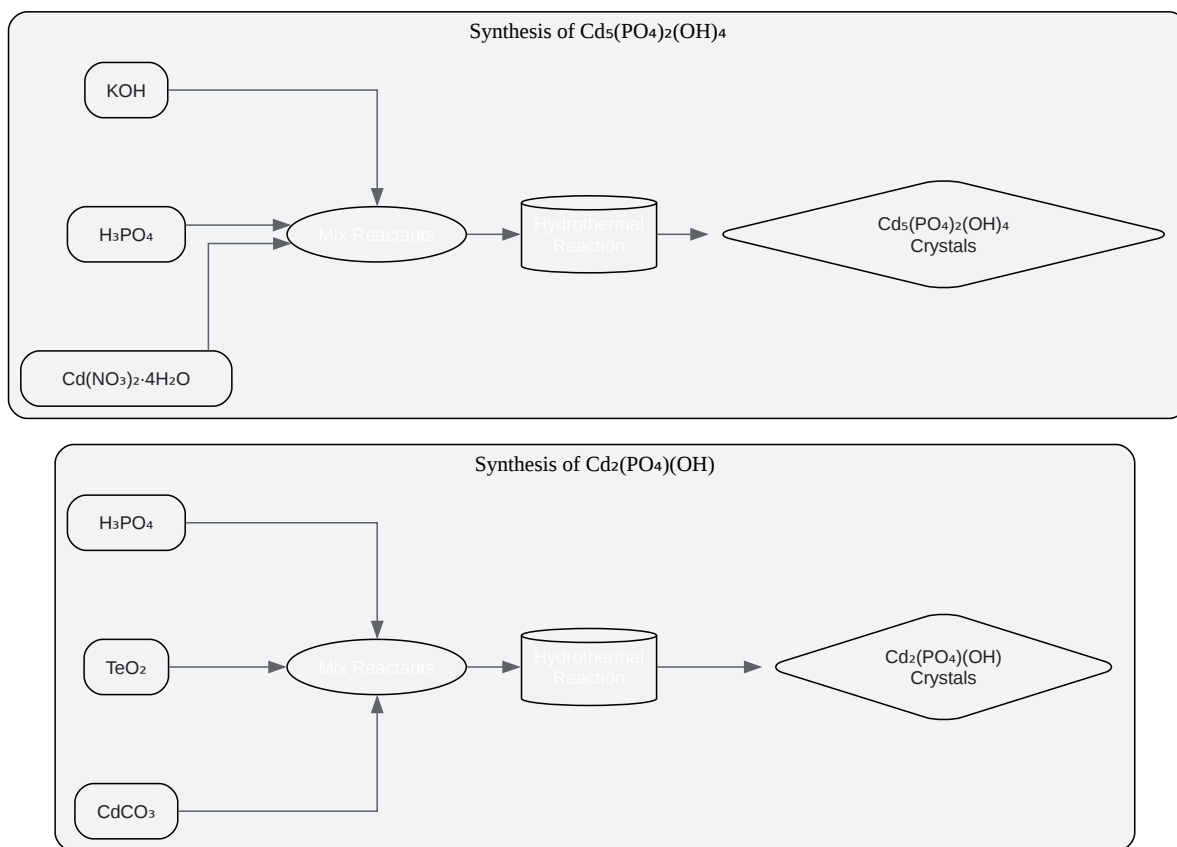 Synthesis of Cd₅(PO₄)₂(OH)₄
KOH
H₃PO₄
Mix Reactants
Hydrothermal
Reaction
Cd₅(PO₄)₂(OH)₄
Crystals
Cd(NO₃)₂·4H₂O
Synthesis of Cd₂(PO₄)(OH)
H₃PO₄
TeO₂
Mix Reactants
Hydrothermal
Reaction
Cd₂(PO₄)(OH)
Crystals
CdCO₃